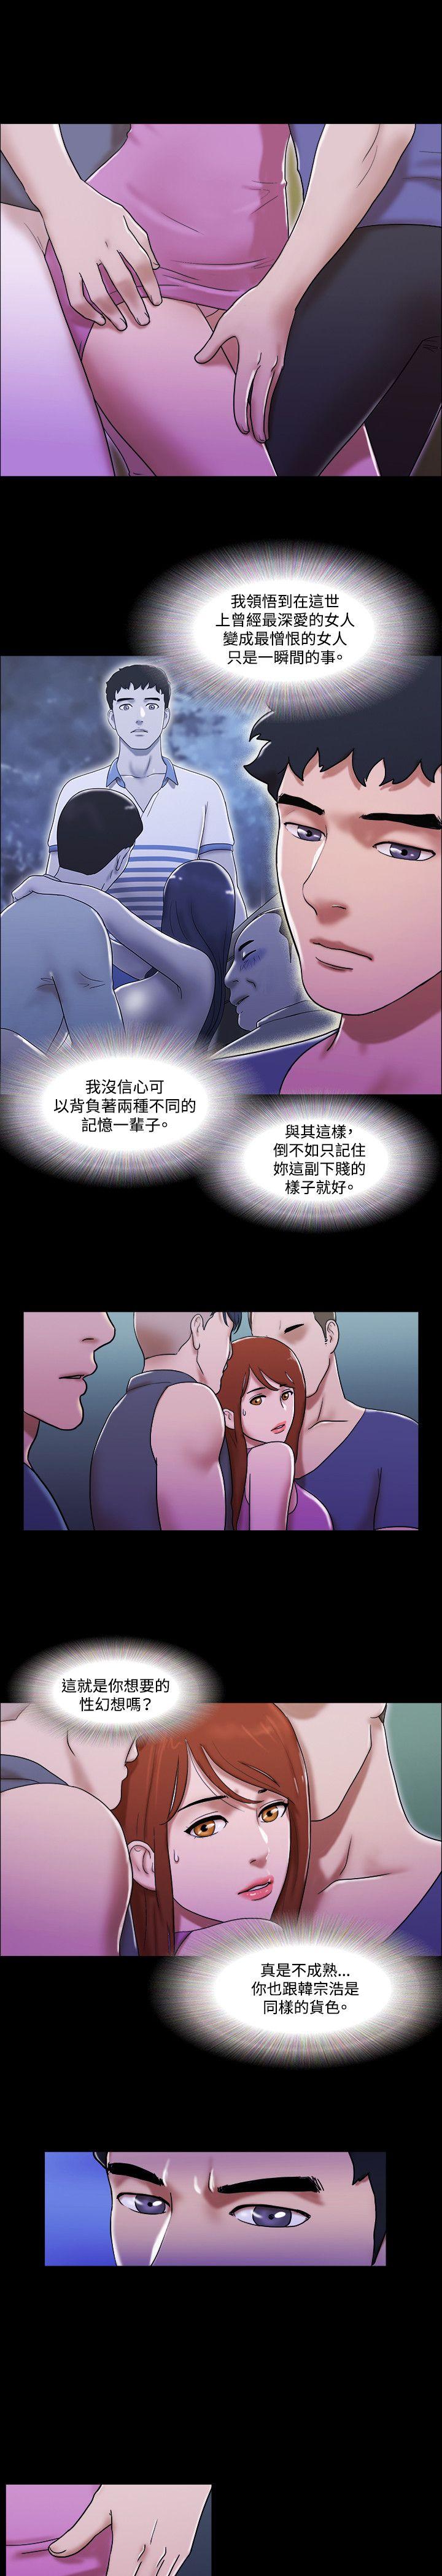 我領悟到在這世
上曾經最深愛的女人
變成最憎恨的女人
只是一瞬間的事。
我沒信心可
以背負著兩種不同的
記憶一輩子。
與其這樣,
倒不如只記住
妳這副下賤的
樣子就好。
這就是你想要的
性幻想嗎?
真是不成熟...
你也跟韓宗浩是
同樣的貨色。